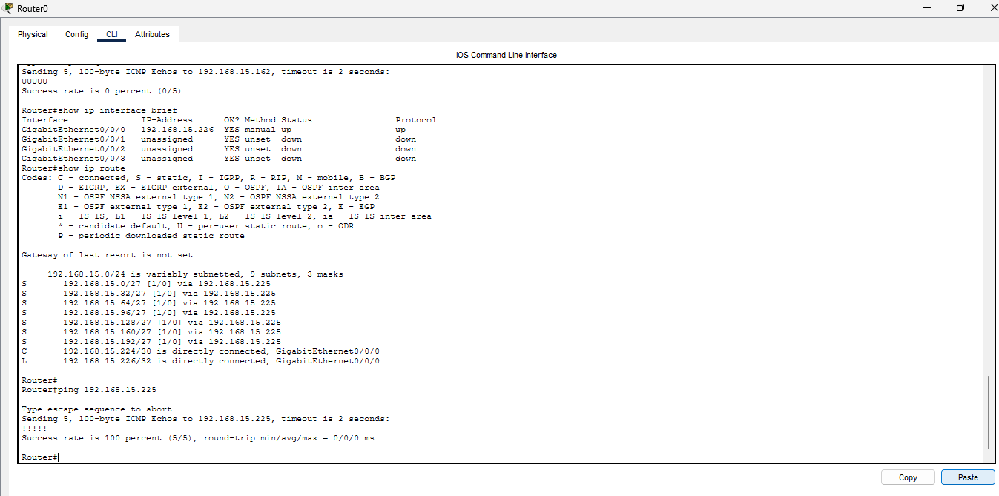 Router0
Physical Config CLI Attributes
IOS Command Line Interface
Sending 5, 100-byte ICMP Echos to 192.168.15.162, timeout is 2 seconds:
UUUUU
Success rate is 0 percent (0/5)
Router#show ip interface brief
Interface IP-Address OK? Method Status Protocol
GigabitEthernet0/0/0 192.168.15.226 YES manual up up
GigabitEthernet0/0/1 unassigned YES unset down down
GigabitEthernet0/0/2 unassigned YES unset down down
GigabitEthernet0/0/3 unassigned YES unset down down
Router#show ip route
Codes: C - connected, S - static, I - IGRP, R - RIP, M - mobile, B - BGP
D - EIGRP, EX - EIGRP external, O - OSPF, IA - OSPF inter area
N1 - OSPF NSSA external type 1, N2 - OSPF NSSA external type 2
E1 - OSPF external type 1, E2 - OSPF external type 2, E - EGP
i - IS-IS, L1 - IS-IS level-1, L2 - IS-IS level-2, ia - IS-IS inter area
* - candidate default, U - per-user static route, o - ODR
P - periodic downloaded static route
Gateway of last resort is not set
192.168.15.0/24 is variably subnetted, 9 subnets, 3 masks
S 192.168.15.0/27 [1/0] via 192.168.15.225
S 192.168.15.32/27 [1/0] via 192.168.15.225
S 192.168.15.64/27 [1/0] via 192.168.15.225
S 192.168.15.96/27 [1/0] via 192.168.15.225
S 192.168.15.128/27 [1/0] via 192.168.15.225
S 192.168.15.160/27 [1/0] via 192.168.15.225
S 192.168.15.192/27 [1/0] via 192.168.15.225
C 192.168.15.224/30 is directly connected, GigabitEthernet0/0/0
L 192.168.15.226/32 is directly connected, GigabitEthernet0/0/0
Router#
Router#ping 192.168.15.225
Type escape sequence to abort.
Sending 5, 100-byte ICMP Echos to 192.168.15.225, timeout is 2 seconds:
!!!!!
Success rate is 100 percent (5/5), round-trip min/avg/max = 0/0/0 ms
Router#
Copy Paste